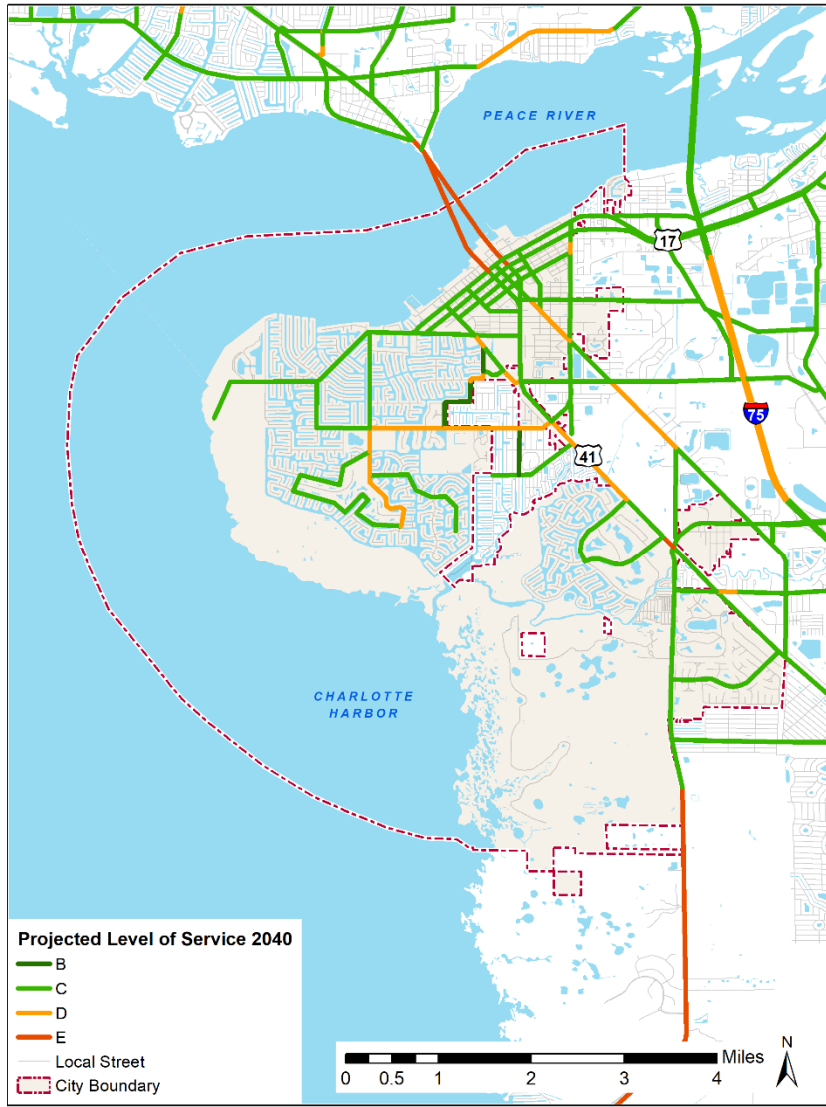 PEACE RIVER
17
75
41
CHARLOTTE
HARBOR
Projected Level of Service 2040
B
C
D
E
Local Street
City Boundary
Miles
0 0.5 1 2 3 4
N